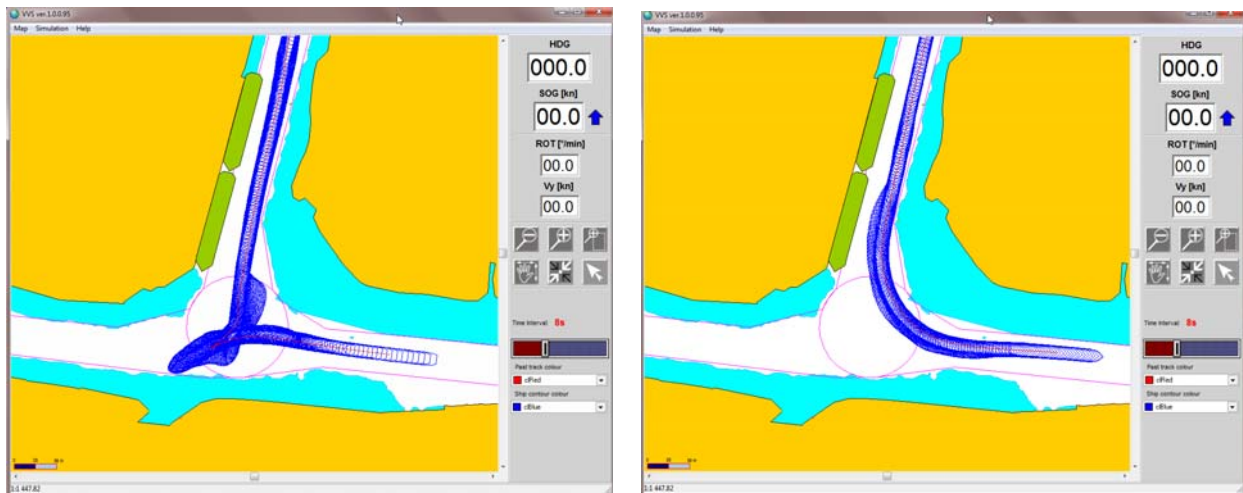 VVS ver.1.0.0.95
Map Simulation Help
HDG
000.0
SOG [kn]
00.0
ROT [°/min]
00.0
Vy [kn]
00.0
Time interval: 8s
Past track colour
clRed
Ship contour colour
clBlue
1:1 447.82
VVS ver.1.0.0.95
Map Simulation Help
HDG
000.0
SOG [kn]
00.0
ROT [°/min]
00.0
Vy [kn]
00.0
Time interval: 8s
Past track colour
clRed
Ship contour colour
clBlue
1:1 447.82